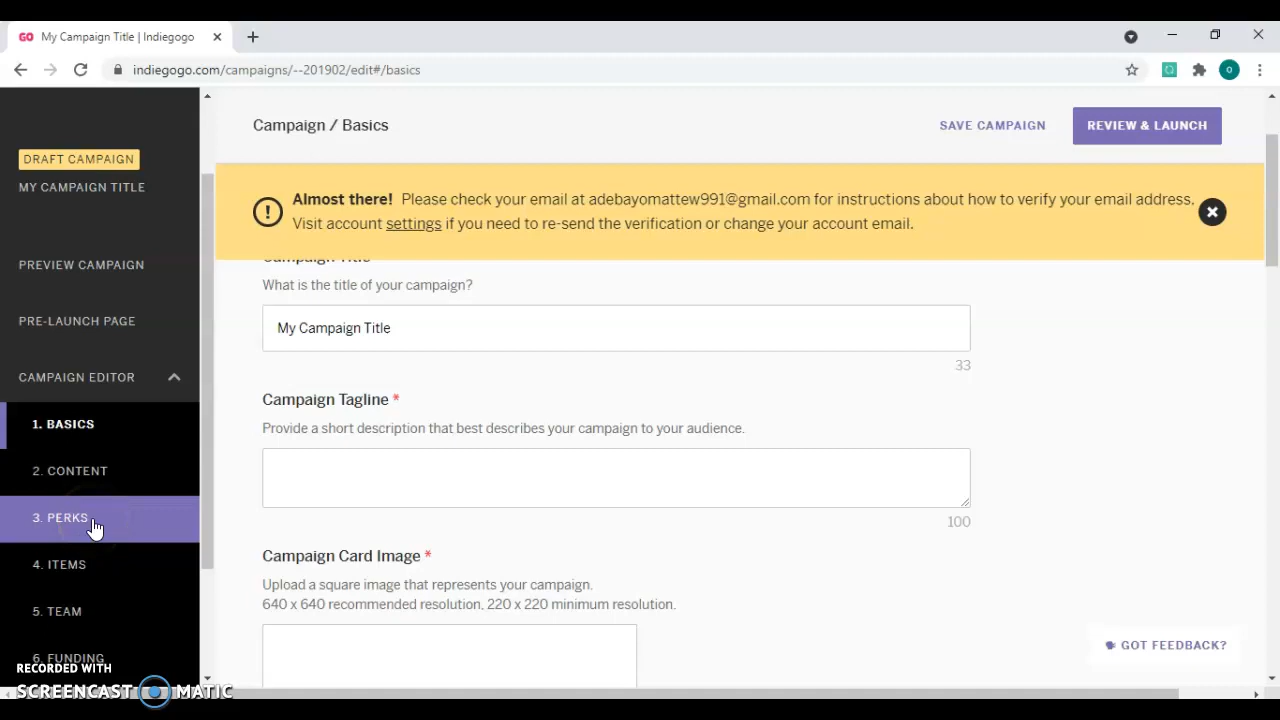 GO My Campaign Title | Indiegogo
indiegogo.com/campaigns/--201902/edit#/basics
O
DRAFT CAMPAIGN
MY CAMPAIGN TITLE
PREVIEW CAMPAIGN
PRE-LAUNCH PAGE
CAMPAIGN EDITOR
1. BASICS
2. CONTENT
3. PERKS
4. ITEMS
5. TEAM
6. FUNDING
Campaign / Basics
SAVE CAMPAIGN
REVIEW & LAUNCH
Almost there! Please check your email at adebayomattew991@gmail.com for instructions about how to verify your email address.
Visit account settings if you need to re-send the verification or change your account email.
Campaign Title
What is the title of your campaign?
My Campaign Title
33
Campaign Tagline *
Provide a short description that best describes your campaign to your audience.
100
Campaign Card Image *
Upload a square image that represents your campaign.
640 x 640 recommended resolution, 220 x 220 minimum resolution.
GOT FEEDBACK?
RECORDED WITH
SCREENCAST MATIC